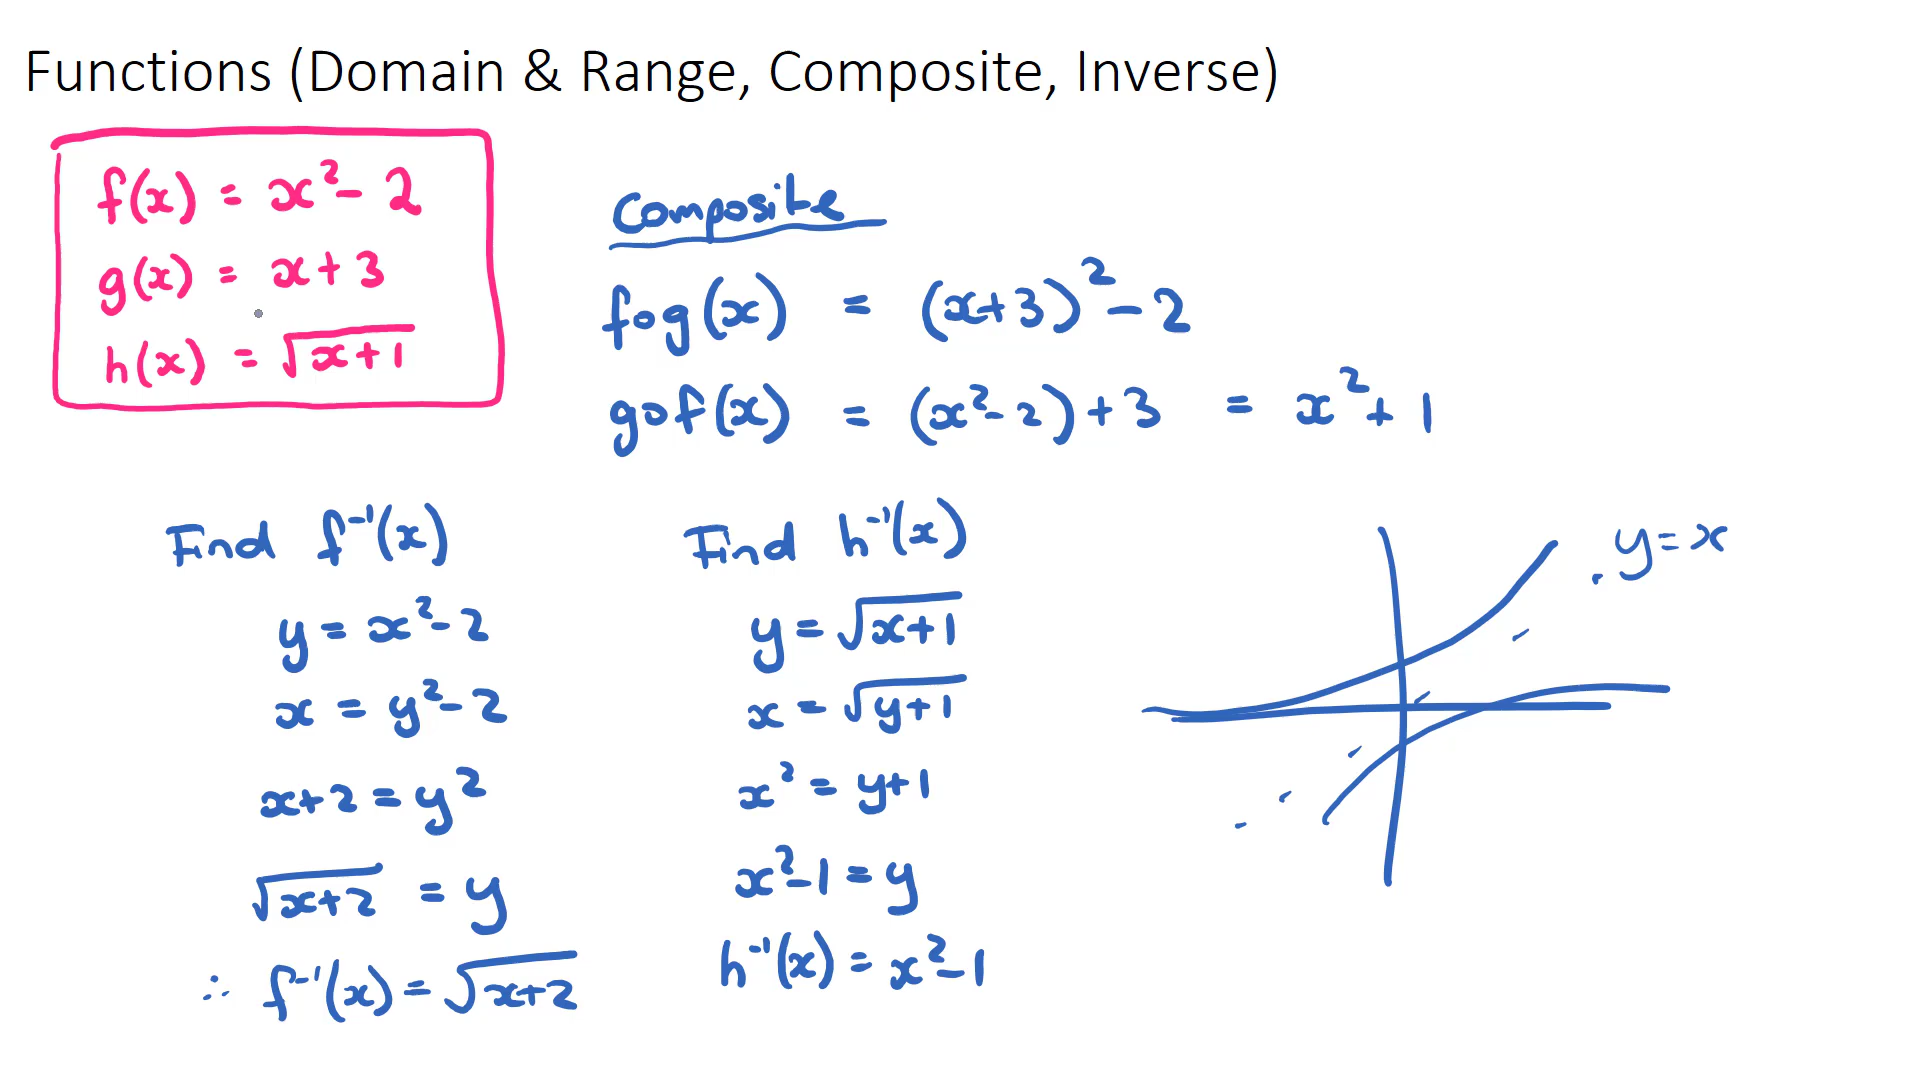 Functions (Domain & Range, Composite, Inverse)
f(x) = x² - 2
g(x) = x + 3
h(x) = √(x + 1)
Composite
fog(x) = (x+3)² - 2
gof(x) = (x² - 2) + 3 = x² + 1
Find f⁻¹(x)
y = x² - 2
x = y² - 2
x + 2 = y²
√(x+2) = y
∴ f⁻¹(x) = √(x+2)
Find h⁻¹(x)
y = √(x+1)
x = √(y+1)
x² = y+1
x² - 1 = y
h⁻¹(x) = x² - 1
y = x